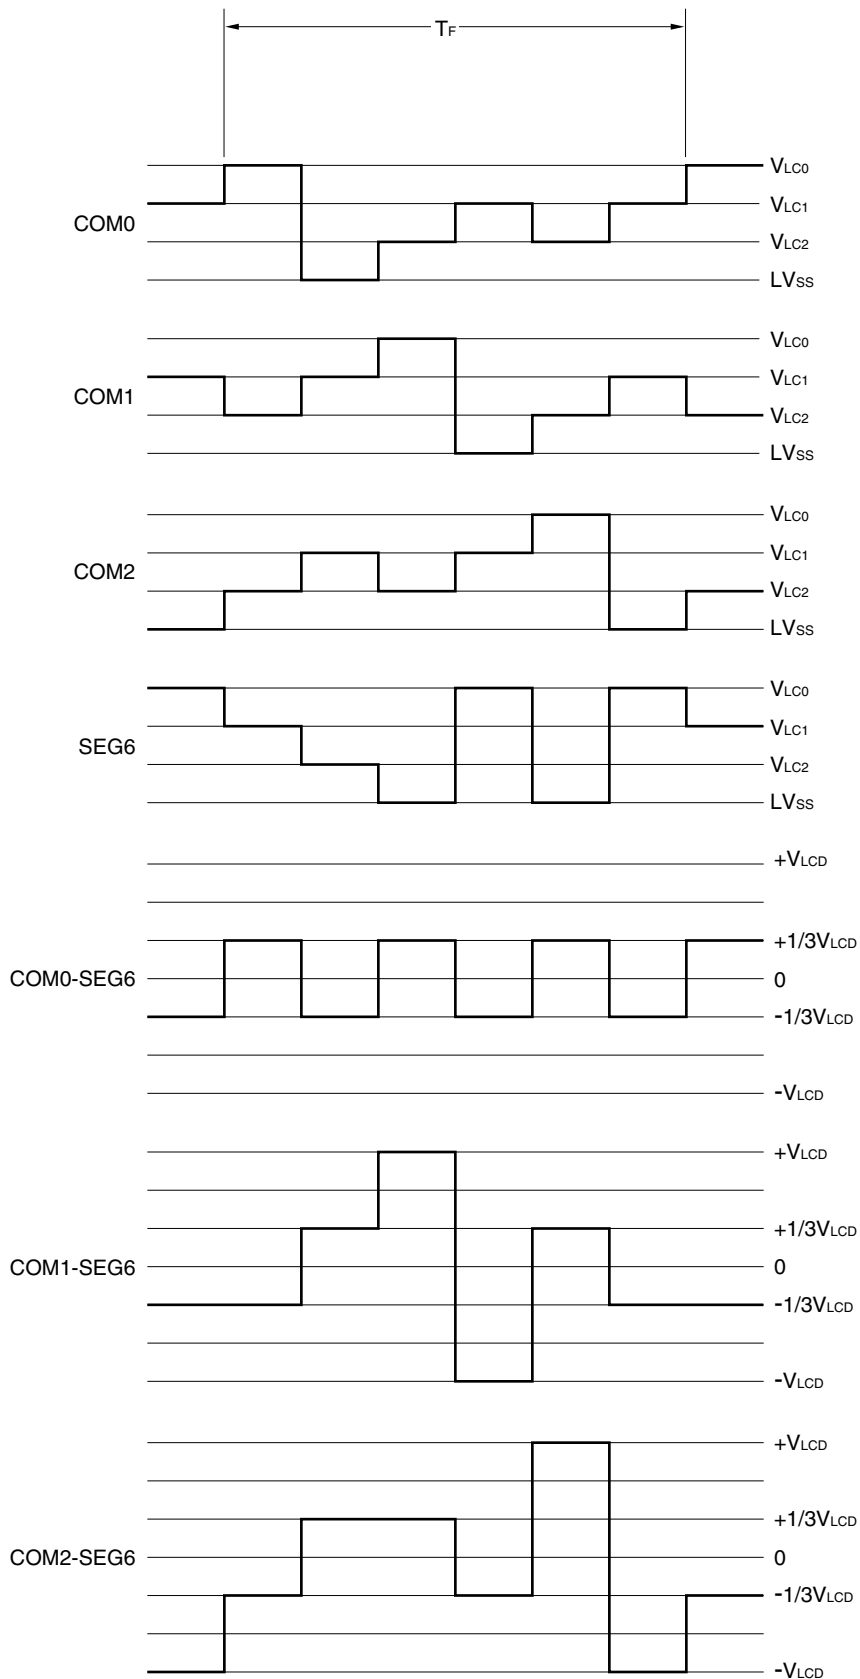 TF
COM0
VLC0
VLC1
VLC2
LVSS
COM1
VLC0
VLC1
VLC2
LVSS
COM2
VLC0
VLC1
VLC2
LVSS
SEG6
VLC0
VLC1
VLC2
LVSS
COM0-SEG6
+VLCD
+1/3VLCD
0
-1/3VLCD
-VLCD
COM1-SEG6
+VLCD
+1/3VLCD
0
-1/3VLCD
-VLCD
COM2-SEG6
+VLCD
+1/3VLCD
0
-1/3VLCD
-VLCD